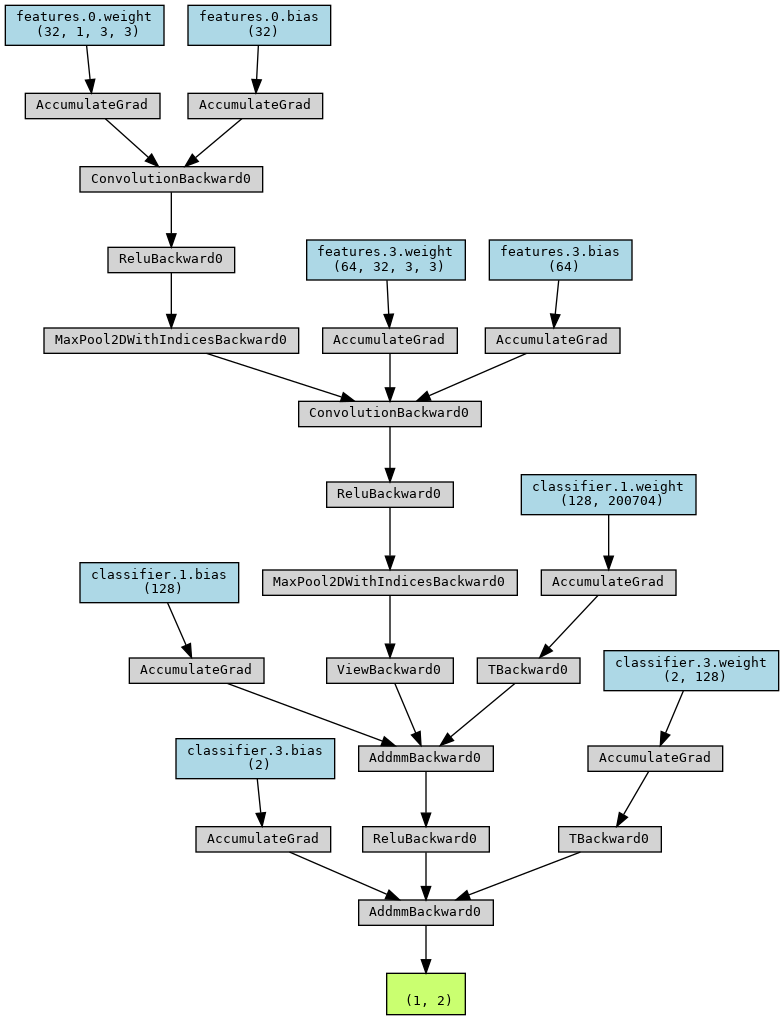 features.0.weight
(32, 1, 3, 3)
features.0.bias
(32)
AccumulateGrad
AccumulateGrad
ConvolutionBackward0
ReluBackward0
features.3.weight
(64, 32, 3, 3)
features.3.bias
(64)
MaxPool2DWithIndicesBackward0
AccumulateGrad
AccumulateGrad
ConvolutionBackward0
ReluBackward0
classifier.1.weight
(128, 200704)
classifier.1.bias
(128)
MaxPool2DWithIndicesBackward0
AccumulateGrad
AccumulateGrad
ViewBackward0
TBackward0
classifier.3.weight
(2, 128)
classifier.3.bias
(2)
AddmmBackward0
AccumulateGrad
AccumulateGrad
ReluBackward0
TBackward0
AddmmBackward0
(1, 2)